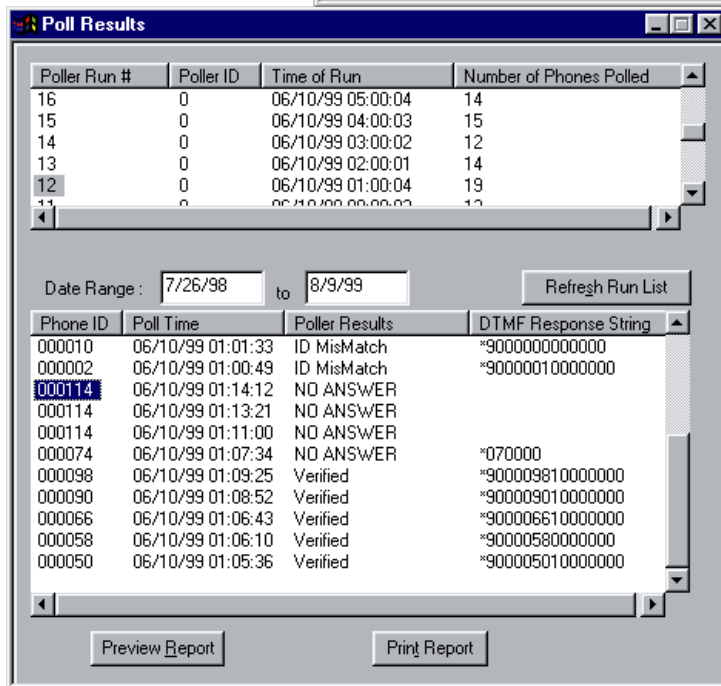 Poll Results
Poller Run # Poller ID Time of Run Number of Phones Polled
16 0 06/10/99 05:00:04 14
15 0 06/10/99 04:00:03 15
14 0 06/10/99 03:00:02 12
13 0 06/10/99 02:00:01 14
12 0 06/10/99 01:00:04 19
11 0
Date Range : 7/26/98 to 8/9/99 Refresh Run List
Phone ID Poll Time Poller Results DTMF Response String
000010 06/10/99 01:01:33 ID MisMatch *9000000000000
000002 06/10/99 01:00:49 ID MisMatch *90000010000000
000114 06/10/99 01:14:12 NO ANSWER
000114 06/10/99 01:13:21 NO ANSWER
000114 06/10/99 01:11:00 NO ANSWER
000074 06/10/99 01:07:34 NO ANSWER *070000
000098 06/10/99 01:09:25 Verified *900009810000000
000090 06/10/99 01:08:52 Verified *900009010000000
000066 06/10/99 01:06:43 Verified *900006610000000
000058 06/10/99 01:06:10 Verified *90000580000000
000050 06/10/99 01:05:36 Verified *900005010000000
Preview Report Print Report